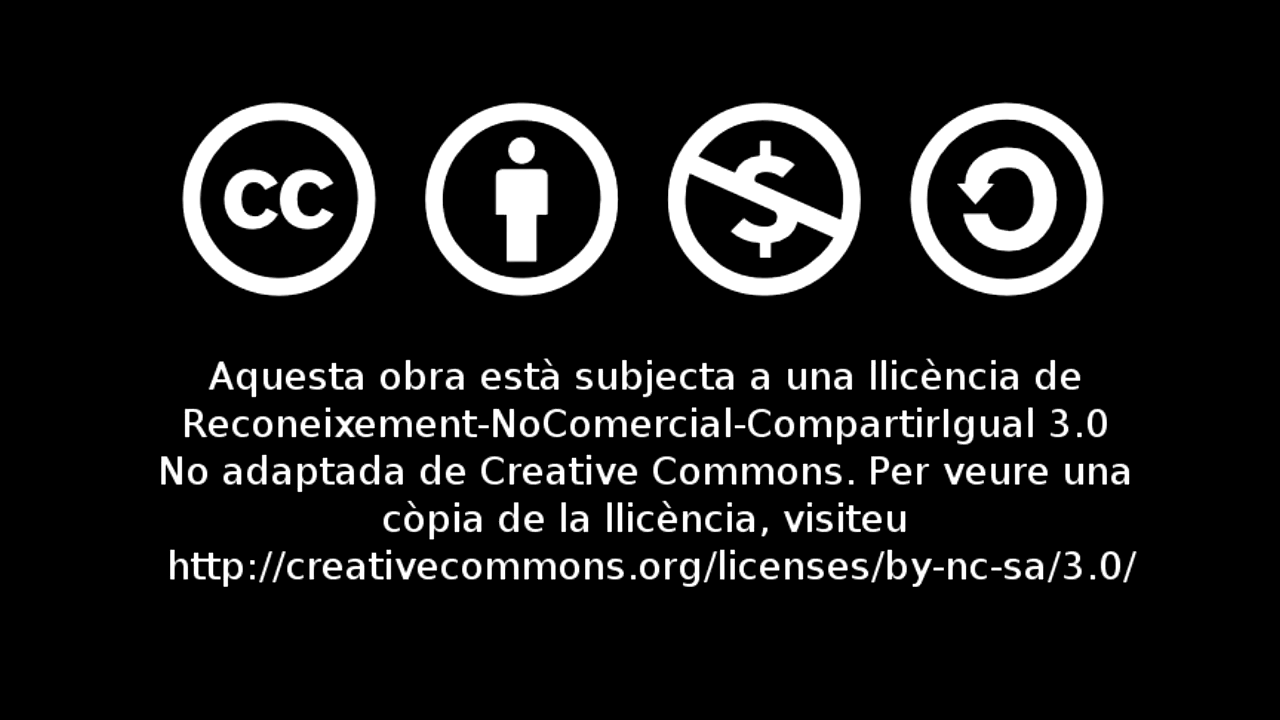 cc
$
Aquesta obra està subjecta a una llicència de
Reconeixement-NoComercial-CompartirIgual 3.0
No adaptada de Creative Commons. Per veure una
còpia de la llicència, visiteu
http://creativecommons.org/licenses/by-nc-sa/3.0/